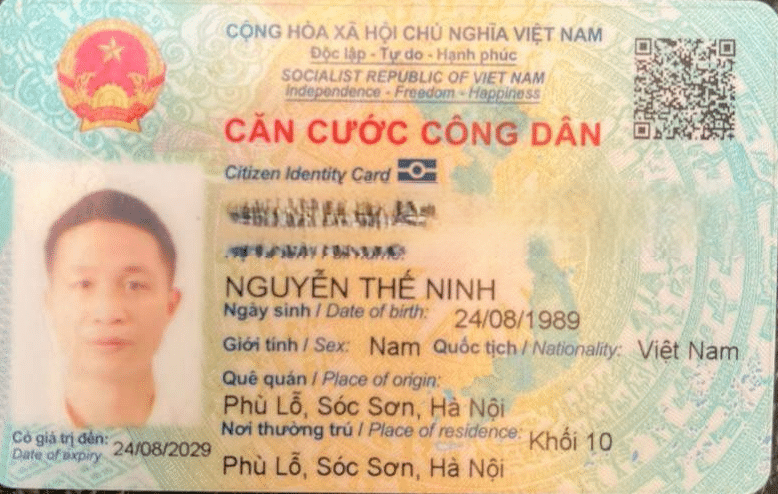 CỘNG HÒA XÃ HỘI CHỦ NGHĨA VIỆT NAM
Độc lập - Tự do - Hạnh phúc
SOCIALIST REPUBLIC OF VIET NAM
Independence - Freedom - Happiness
CĂN CƯỚC CÔNG DÂN
Citizen Identity Card
NGUYỄN THẾ NINH
Ngày sinh / Date of birth: 24/08/1989
Giới tính / Sex: Nam Quốc tịch / Nationality: Việt Nam
Quê quán / Place of origin:
Phù Lỗ, Sóc Sơn, Hà Nội
Nơi thường trú / Place of residence: Khối 10
Phù Lỗ, Sóc Sơn, Hà Nội
Có giá trị đến: 24/08/2029
Date of expiry